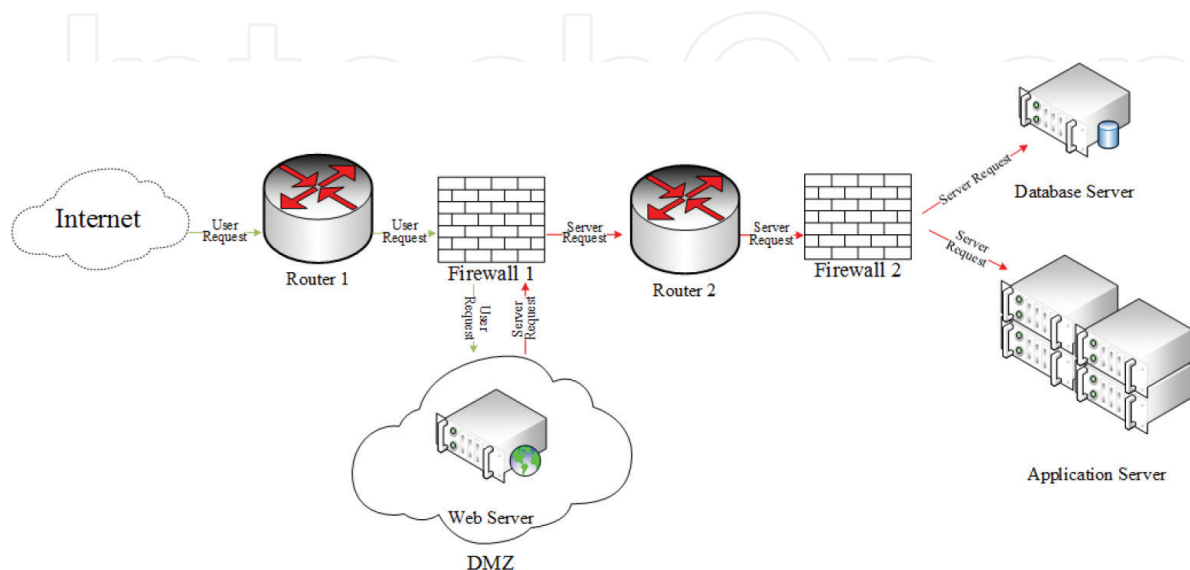 IntechOpen
Internet
User
Request
Router 1
User
Request
Firewall 1
Server
Request
Router 2
Server
Request
Firewall 2
Server Request
Database Server
Server
Request
Application Server
User
Request
Server
Request
Web Server
DMZ